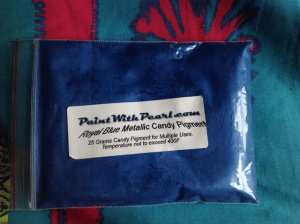 PaintWithPearl.com
Royal Blue Metallic Candy Pigment
25 Grams Candy Pigment for Multiple Uses.
Temperature not to exceed 400F